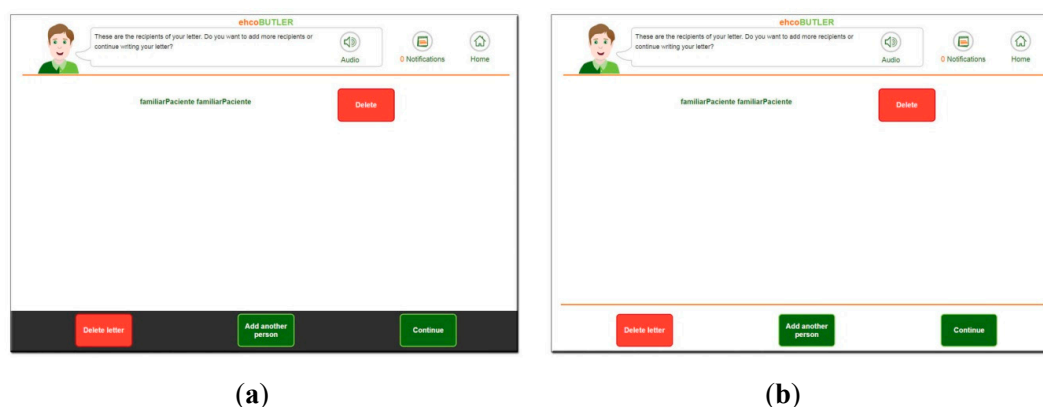 ehcoBUTLER
These are the recipients of your letter. Do you want to add more recipients or
continue writing your letter?
Audio
0 Notifications
Home
familiarPaciente familiarPaciente
Delete
Delete letter
Add another
person
Continue
(a)
ehcoBUTLER
These are the recipients of your letter. Do you want to add more recipients or
continue writing your letter?
Audio
0 Notifications
Home
familiarPaciente familiarPaciente
Delete
Delete letter
Add another
person
Continue
(b)